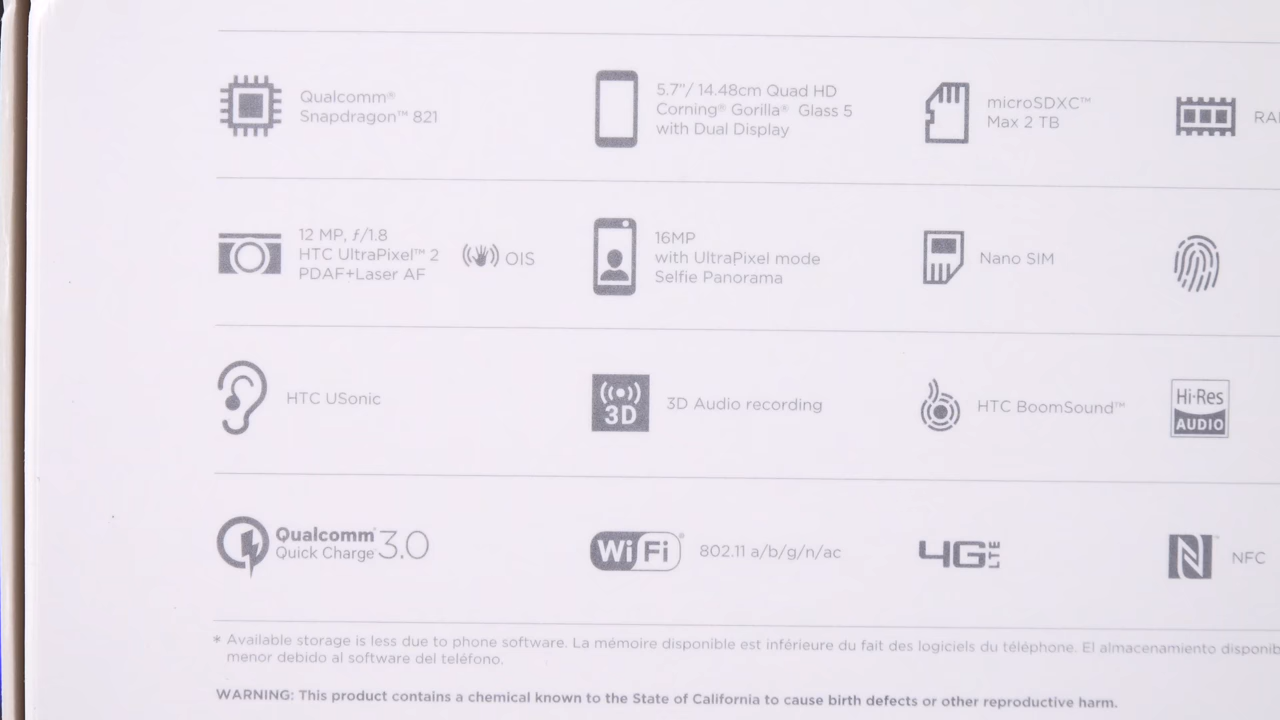 Qualcomm®
Snapdragon™ 821
5.7"/ 14.48cm Quad HD
Corning® Gorilla® Glass 5
with Dual Display
microSDXC™
Max 2 TB
12 MP, ƒ/1.8
HTC UltraPixel™ 2
PDAF+Laser AF
OIS
16MP
with UltraPixel mode
Selfie Panorama
Nano SIM
HTC USonic
3D
3D Audio recording
HTC BoomSound™
Hi-Res
AUDIO
Qualcomm®
Quick Charge™ 3.0
WiFi®
802.11 a/b/g/n/ac
4G LTE
N™
NFC
* Available storage is less due to phone software. La mémoire disponible est inférieure du fait des logiciels du téléphone. El almacenamiento
menor debido al software del teléfono.
WARNING: This product contains a chemical known to the State of California to cause birth defects or other reproductive harm.